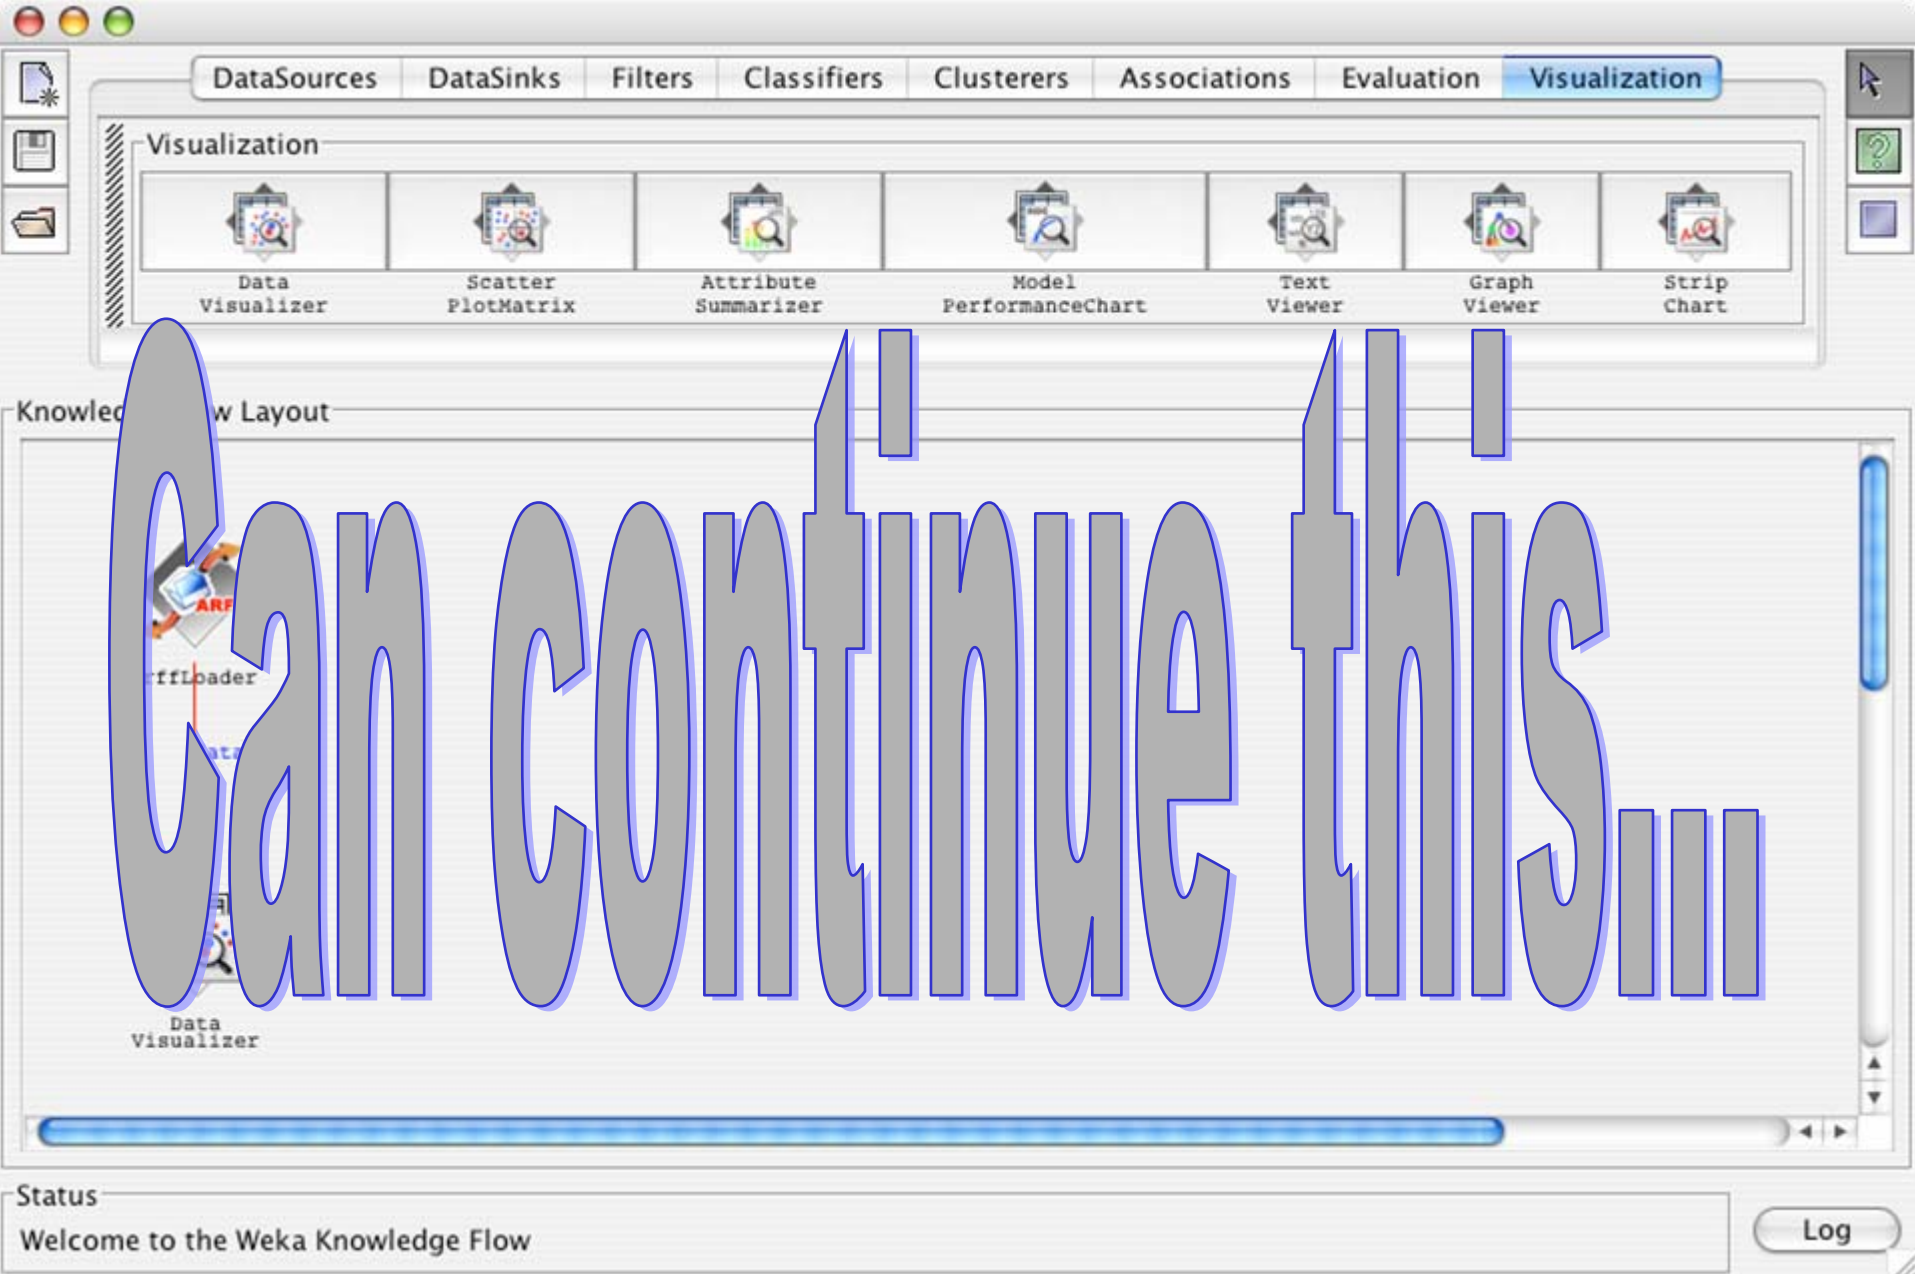 DataSources DataSinks Filters Classifiers Clusterers Associations Evaluation Visualization
Visualization
Data Visualizer
Scatter PlotMatrix
Attribute Summarizer
Model PerformanceChart
Text Viewer
Graph Viewer
Strip Chart
Layout
Can continue this...
Data
Visualizer
Status
Welcome to the Weka Knowledge Flow
Log